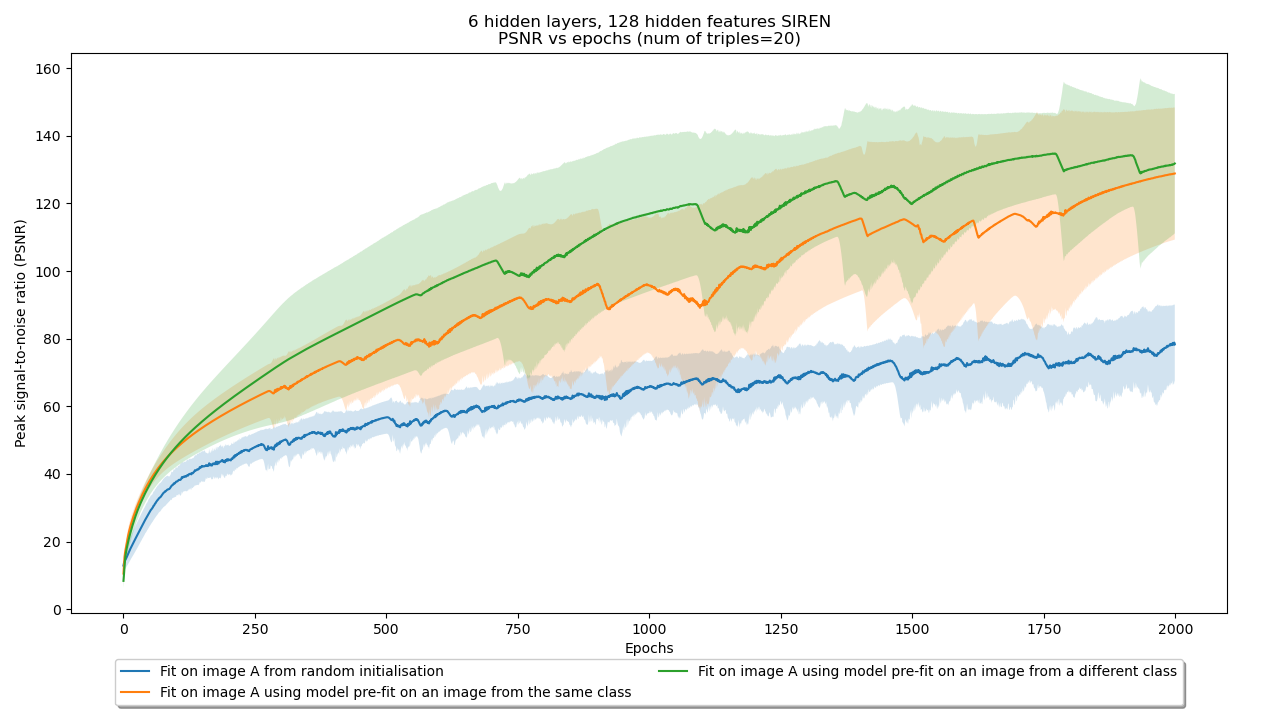 6 hidden layers, 128 hidden features SIREN
PSNR vs epochs (num of triples=20)
Peak signal-to-noise ratio (PSNR)
160
140
120
100
80
60
40
20
0
0 250 500 750 1000 1250 1500 1750 2000
Epochs
Fit on image A from random initialisation
Fit on image A using model pre-fit on an image from the same class
Fit on image A using model pre-fit on an image from a different class